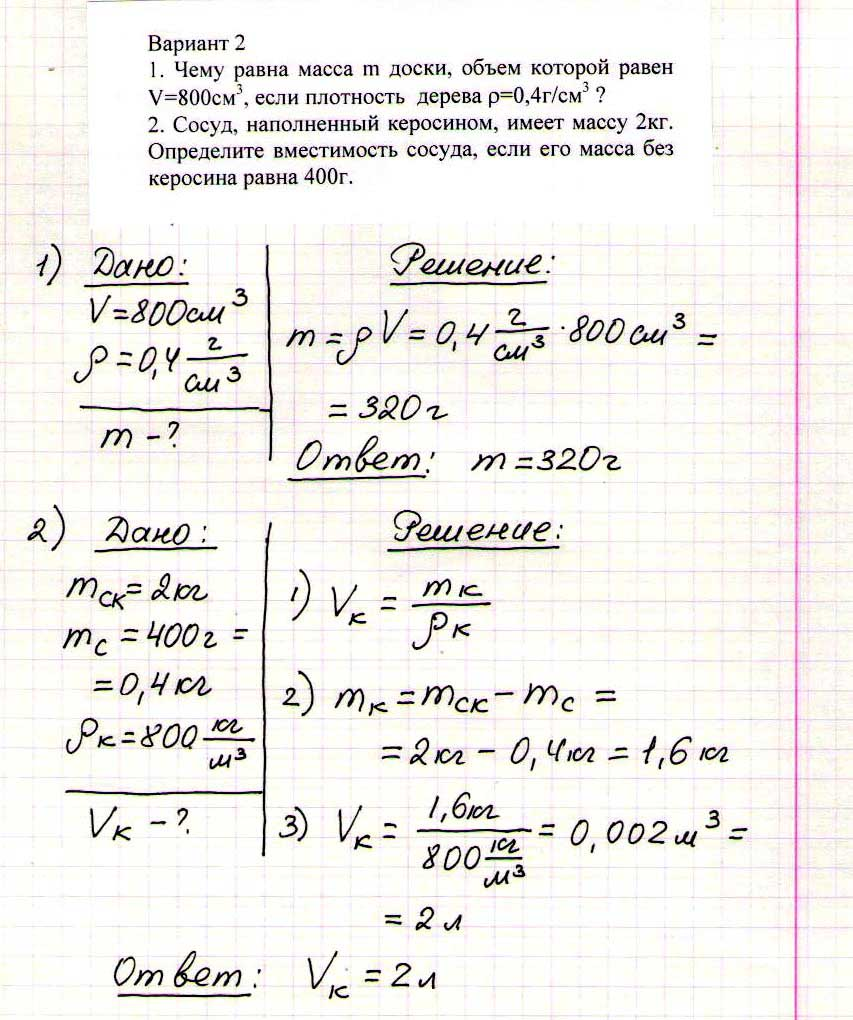 Вариант 2
1. Чему равна масса m доски, объем которой равен
V=800см³, если плотность дерева ρ=0,4г/см³ ?
2. Сосуд, наполненный керосином, имеет массу 2кг.
Определите вместимость сосуда, если его масса без
керосина равна 400г.
1) Дано:
V=800см³
ρ=0,4 г/см³
m-?
Решение:
m=ρV=0,4 г/см³ · 800 см³ =
= 320г
Ответ: m=320г
2) Дано:
mск=2кг
mс=400г =
=0,4кг
ρк=800 кг/м³
Vк-?
Решение:
1) Vк = mк/ρк
2) mк=mск-mс =
=2кг-0,4кг=1,6кг
3) Vк = 1,6кг/800 кг/м³ = 0,002м³ =
= 2л
Ответ: Vк = 2л